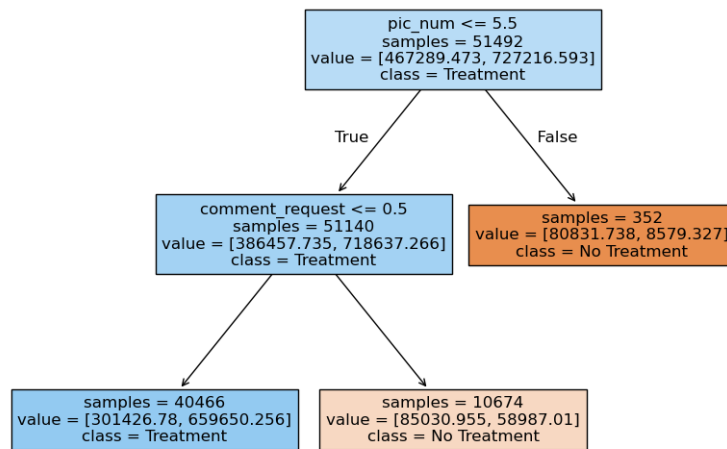 pic_num <= 5.5
samples = 51492
value = [467289.473, 727216.593]
class = Treatment
True
False
comment_request <= 0.5
samples = 51140
value = [386457.735, 718637.266]
class = Treatment
samples = 352
value = [80831.738, 8579.327]
class = No Treatment
samples = 40466
value = [301426.78, 659650.256]
class = Treatment
samples = 10674
value = [85030.955, 58987.01]
class = No Treatment